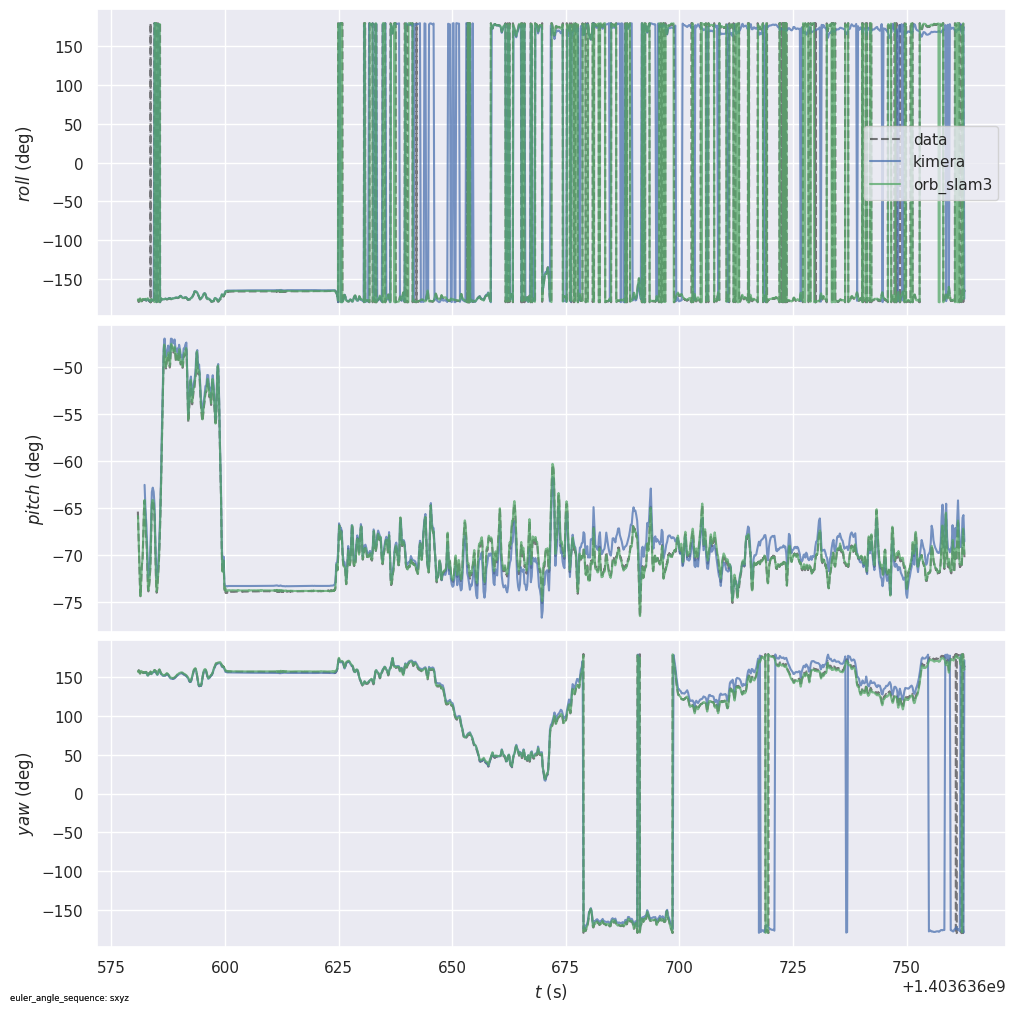 150
100
50
0
−50
−100
−150
roll (deg)
data
kimera
orb_slam3
−50
−55
−60
−65
−70
−75
pitch (deg)
150
100
50
0
−50
−100
−150
yaw (deg)
575 600 625 650 675 700 725 750
t (s)
+1.403636e9
euler_angle_sequence: sxyz